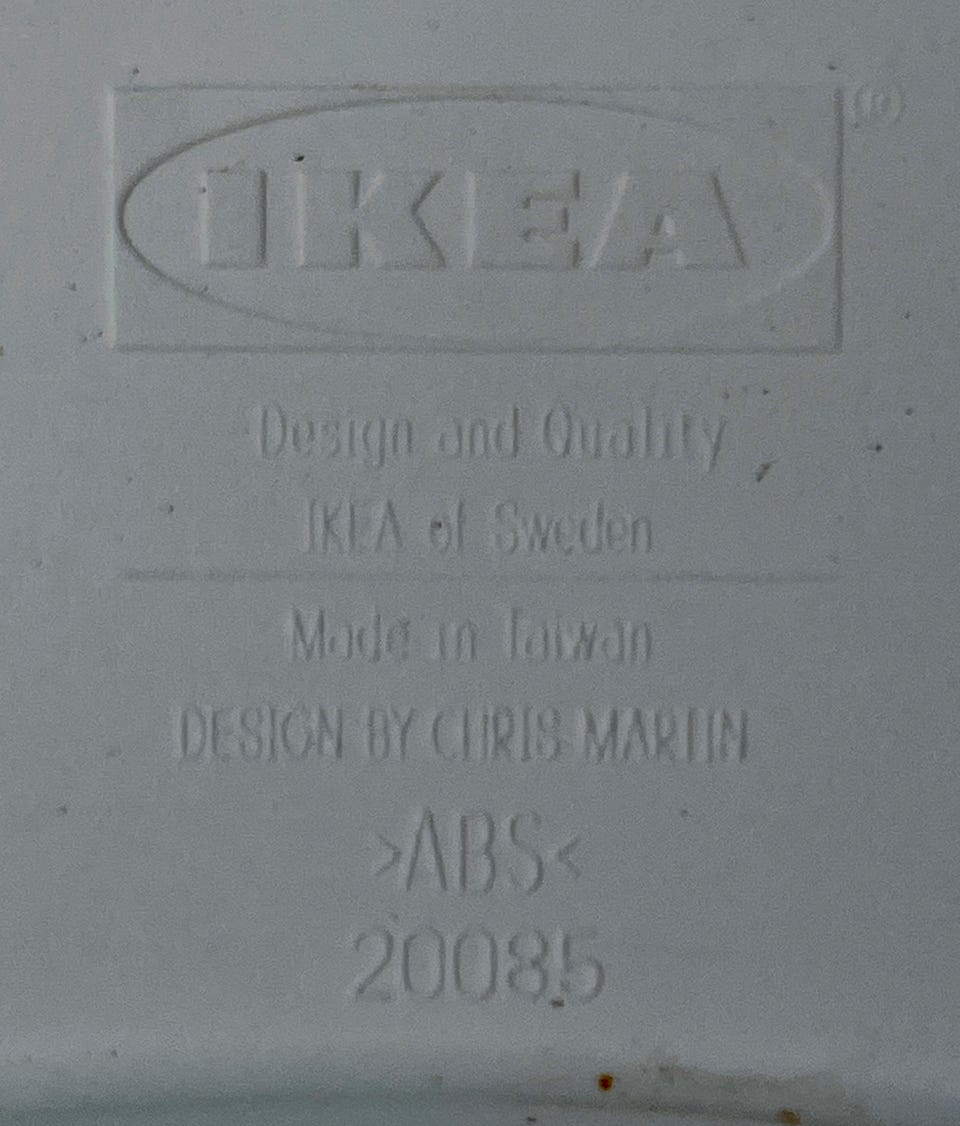 IKEA®
Design and Quality
IKEA of Sweden
Made in Taiwan
DESIGN BY CHRIS MARTIN
>ABS<
20085